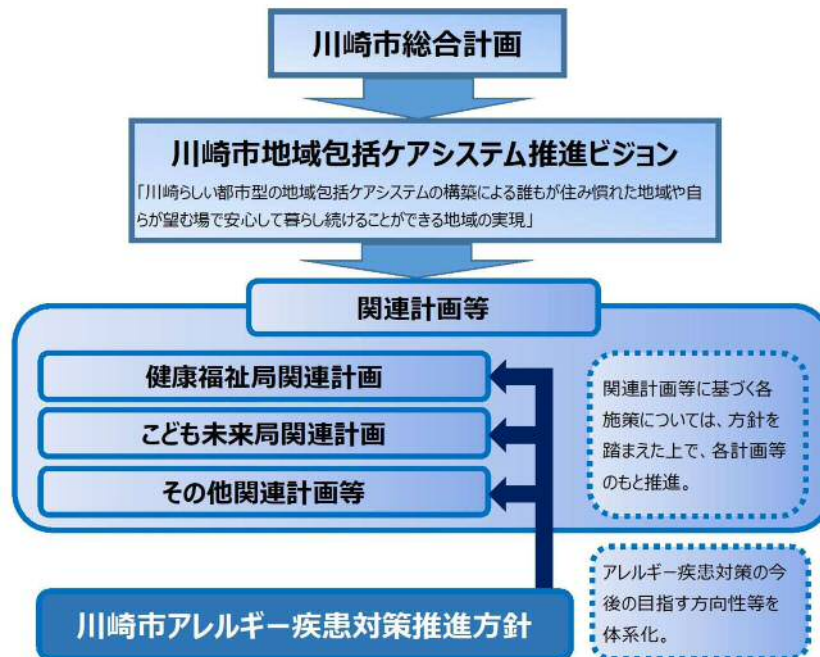 川崎市総合計画
川崎市地域包括ケアシステム推進ビジョン
「川崎らしい都市型の地域包括ケアシステムの構築による誰もが住み慣れた地域や自
らが望む場で安心して暮らし続けることができる地域の実現」
関連計画等
健康福祉局関連計画
こども未来局関連計画
その他関連計画等
関連計画等に基づく各
施策については、方針を
踏まえた上で、各計画等
のもと推進。
川崎市アレルギー疾患対策推進方針
アレルギー疾患対策の今
後の目指す方向性等を
体系化。